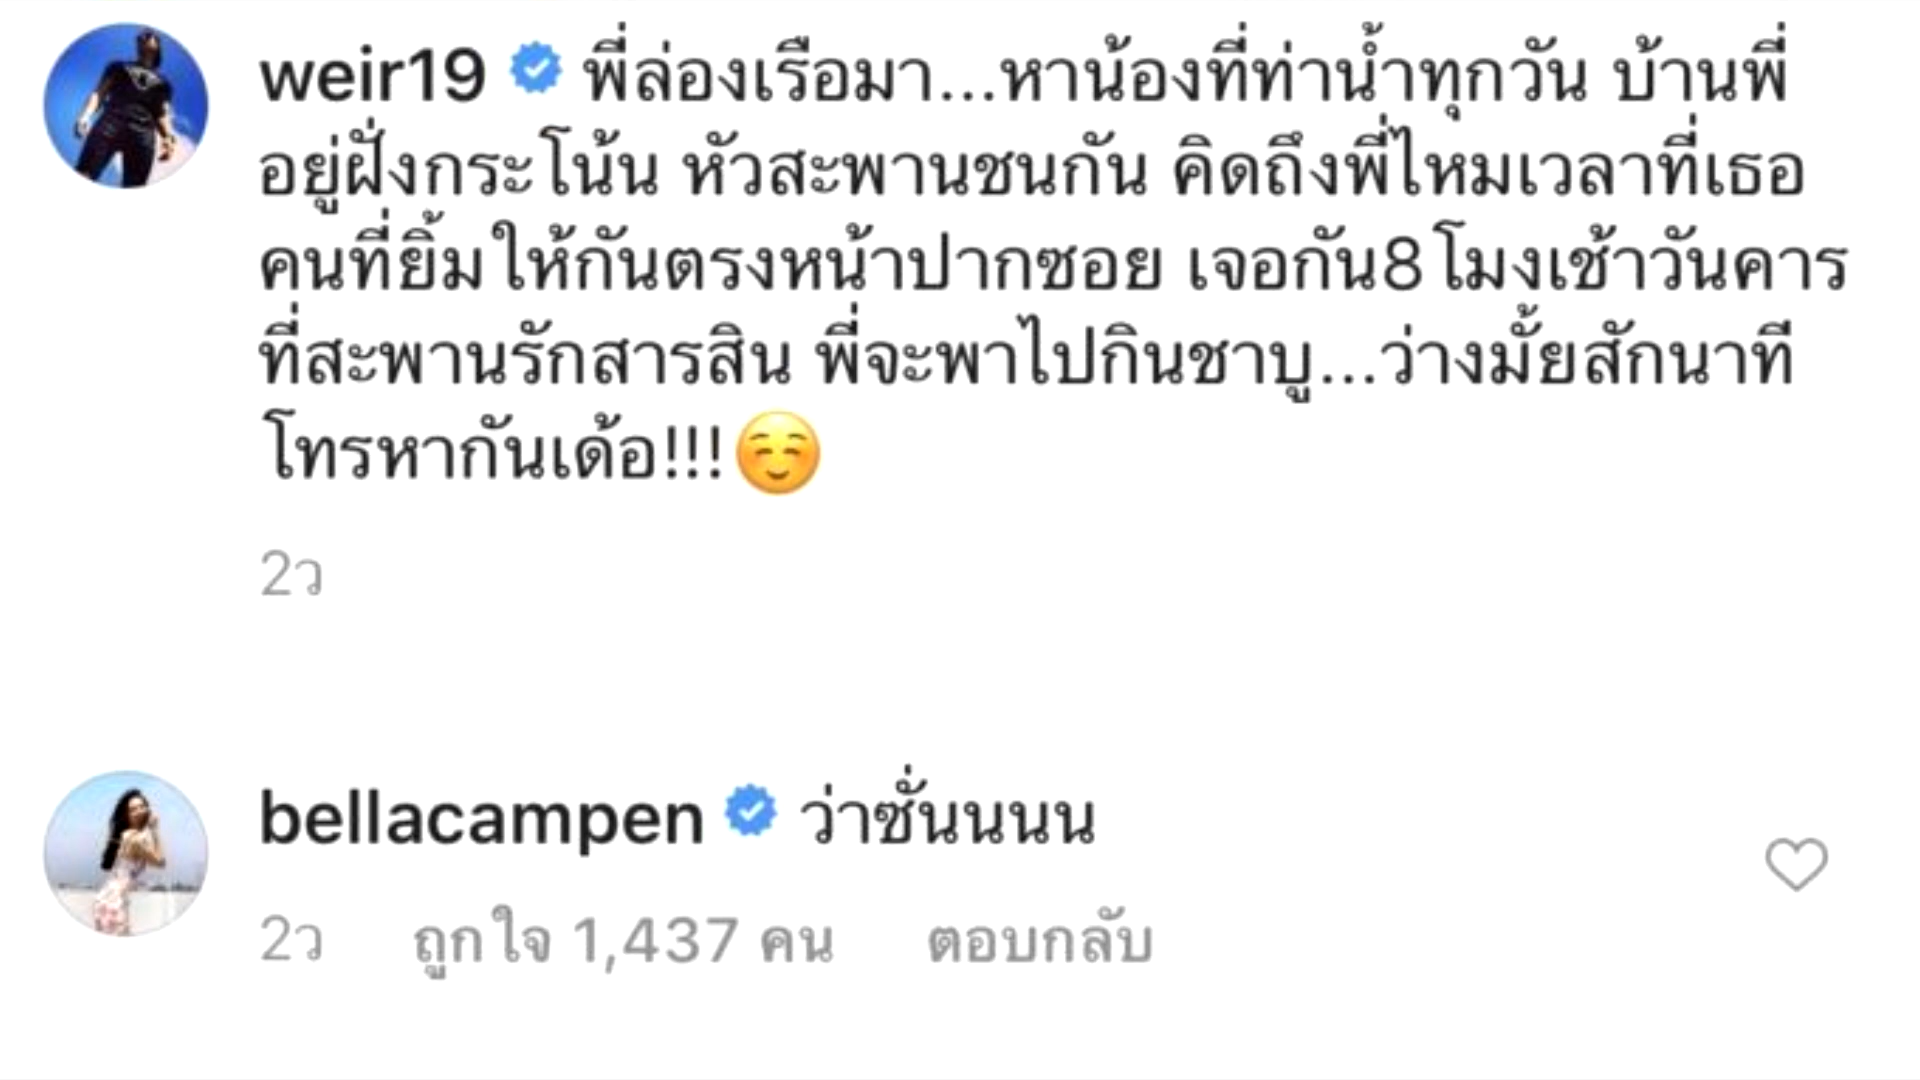 weir19 พี่ล่องเรือมา...หาน้องที่ท่าน้ำทุกวัน บ้านพี่
อยู่ฝั่งกระโน้น หัวสะพานชนกัน คิดถึงพี่ไหมเวลาที่เธอ
คนที่ยิ้มให้กันตรงหน้าปากซอย เจอกัน8โมงเช้าวันคาร
ที่สะพานรักสารสิน พี่จะพาไปกินชาบู...ว่างมั้ยสักนาที
โทรหากันเด้อ!!!☺️
2ว
bellacampen ว่าซั่นนนน
2ว ถูกใจ 1,437 คน ตอบกลับ